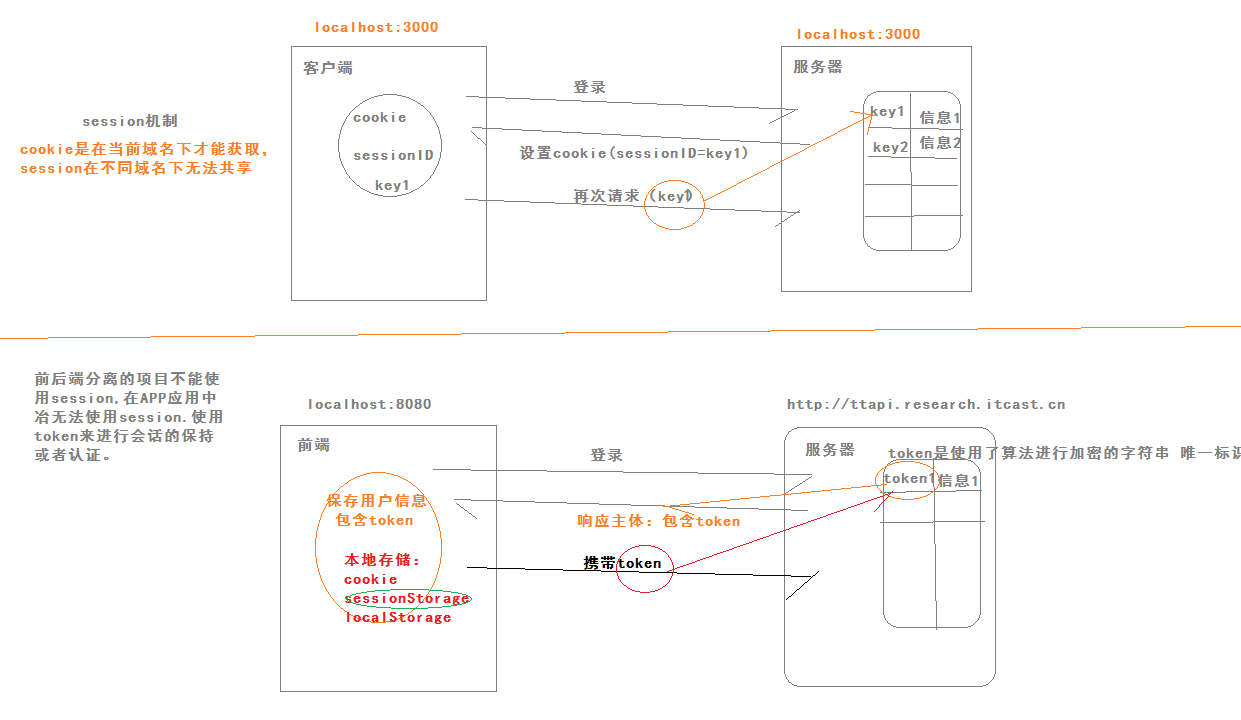 localhost:3000
localhost:3000
客户端
服务器
登录
key1
信息1
cookie
session机制
cookie是在当前域名下才能获取,
session在不同域名下无法共享
sessionID
设置cookie(sessionID=key1)
key2
信息2
key1
再次请求（key1）
前后端分离的项目不能使
用session,在APP应用中
冶无法使用session.使用
token来进行会话的保持
或者认证。
localhost:8080
http://ttapi.research.itcast.cn
前端
登录
服务器
token是使用了算法进行加密的字符串 唯一标识
token1
信息1
保存用户信息
包含token
响应主体：包含token
本地存储：
cookie
sessionStorage
localStorage
携带token